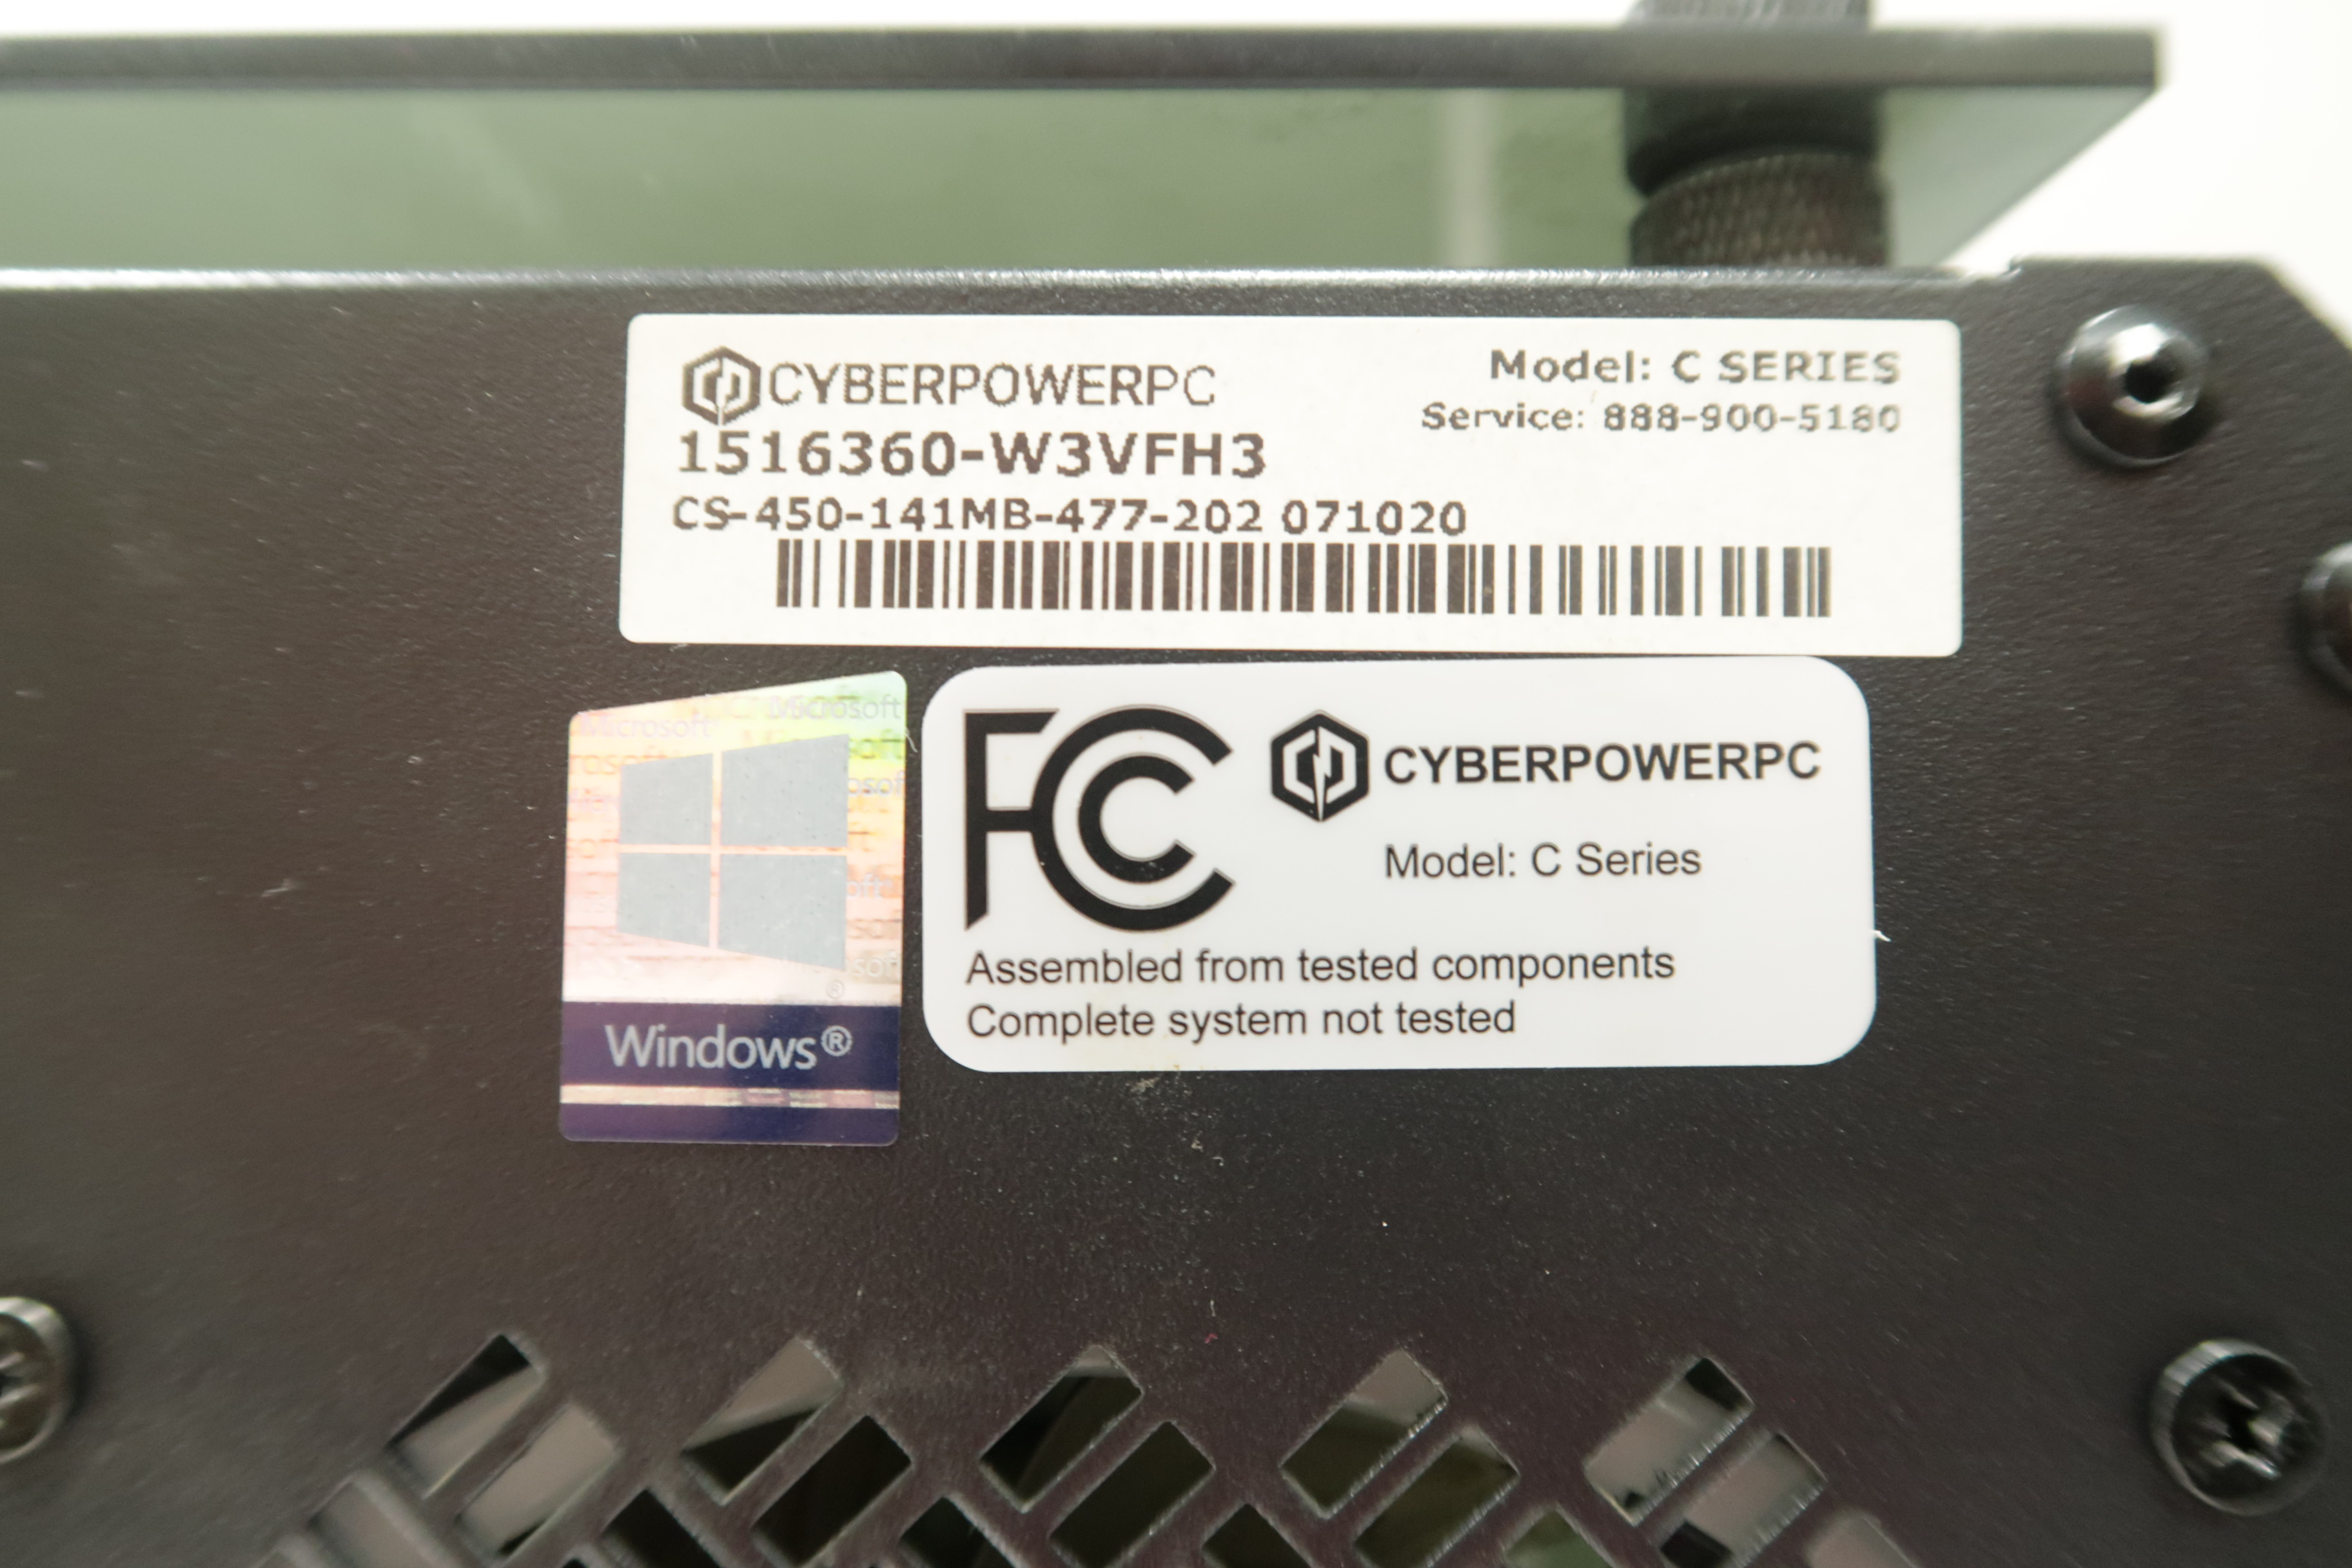 CYBERPOWERPC
Model: C SERIES
Service: 888-900-5180
1516360-W3VFH3
CS-450-141MB-477-202 071020
Microsoft Microsoft
Windows®
FC
CYBERPOWERPC
Model: C Series
Assembled from tested components
Complete system not tested